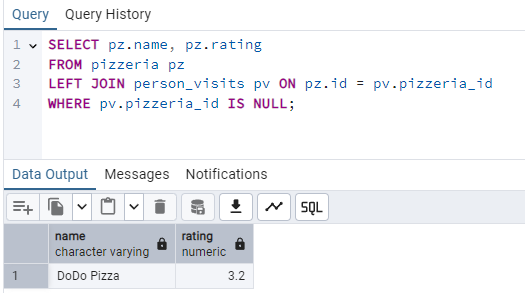 Query Query History
1 SELECT pz.name, pz.rating
2 FROM pizzeria pz
3 LEFT JOIN person_visits pv ON pz.id = pv.pizzeria_id
4 WHERE pv.pizzeria_id IS NULL;
Data Output Messages Notifications
SQL
name rating
character varying numeric
1 DoDo Pizza 3.2